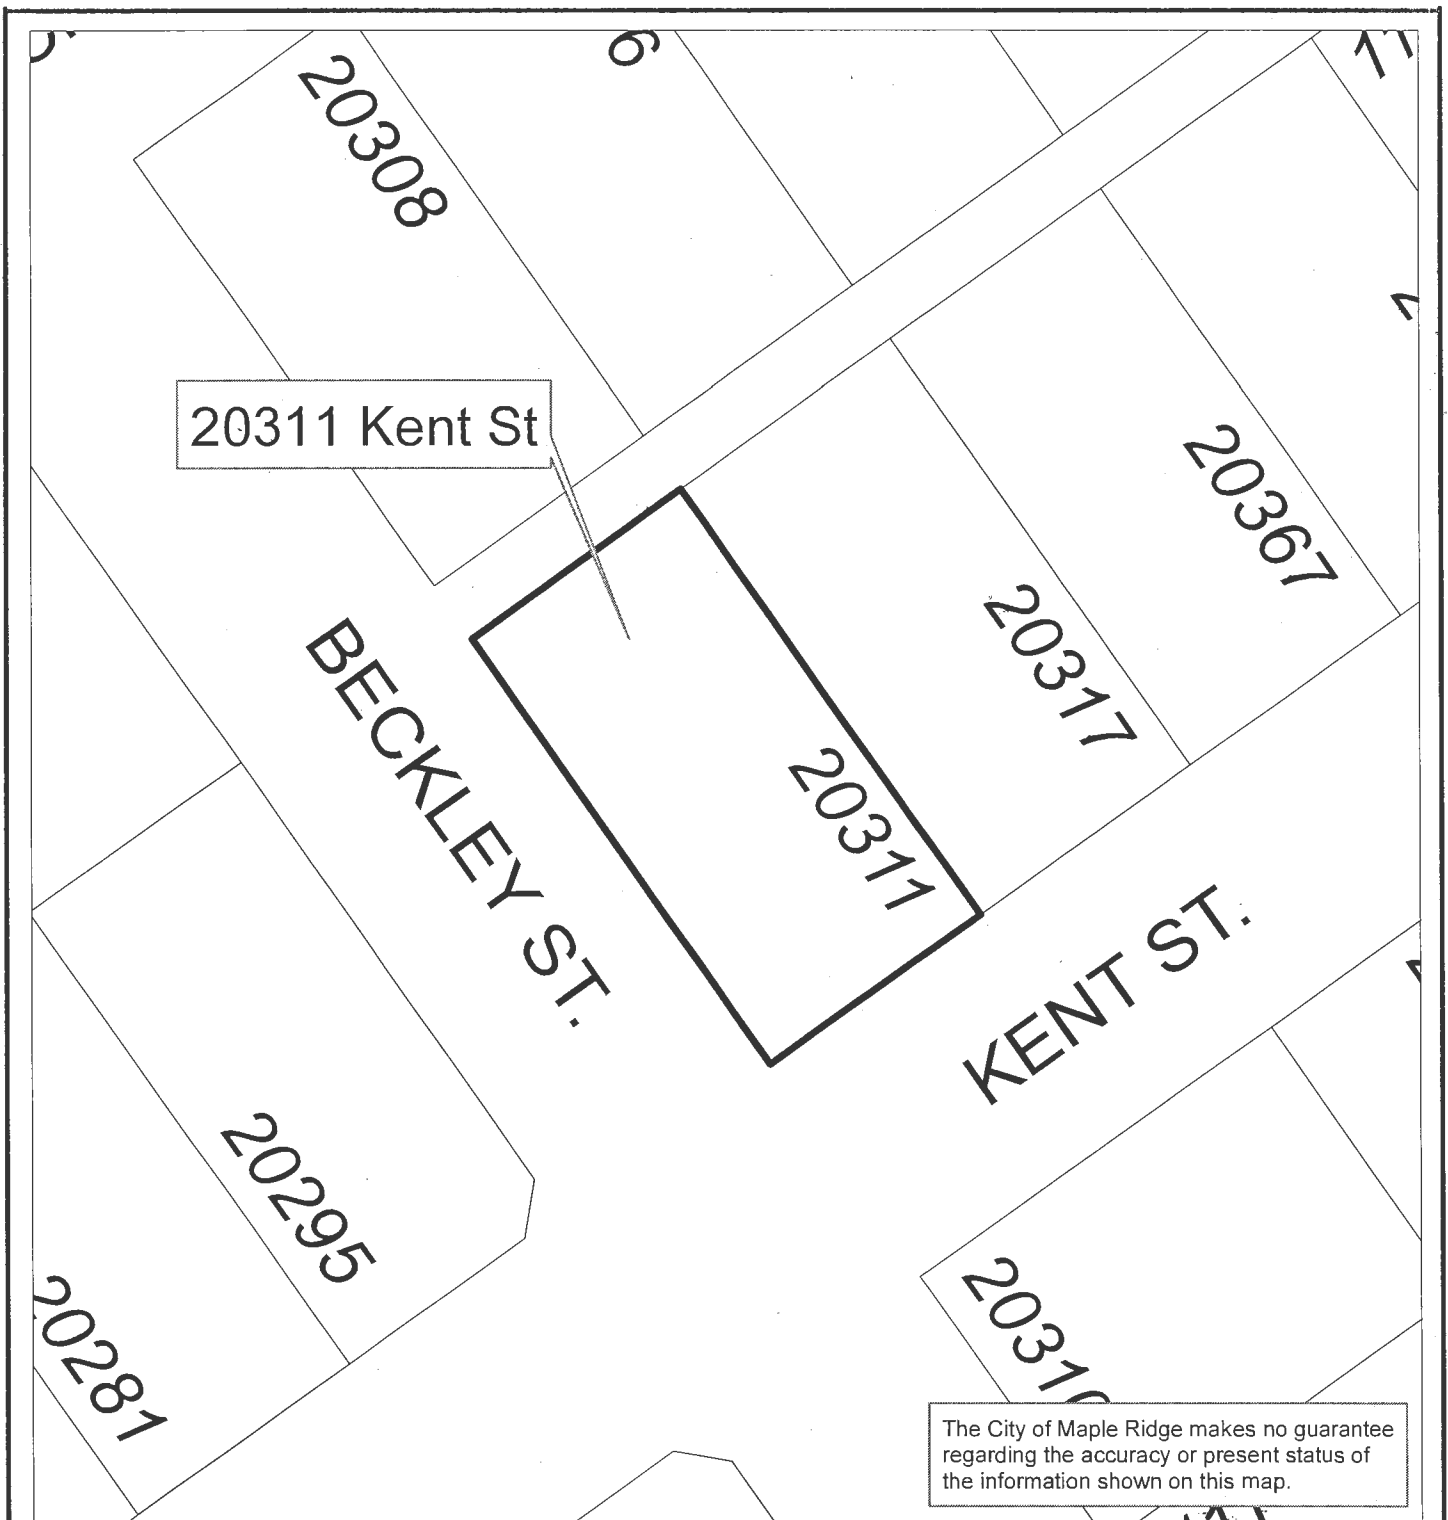 20308
6
20311 Kent St
20367
20317
BECKLEY ST.
20311
KENT ST.
20295
20281
The City of Maple Ridge makes no guarantee
regarding the accuracy or present status of
the information shown on this map.